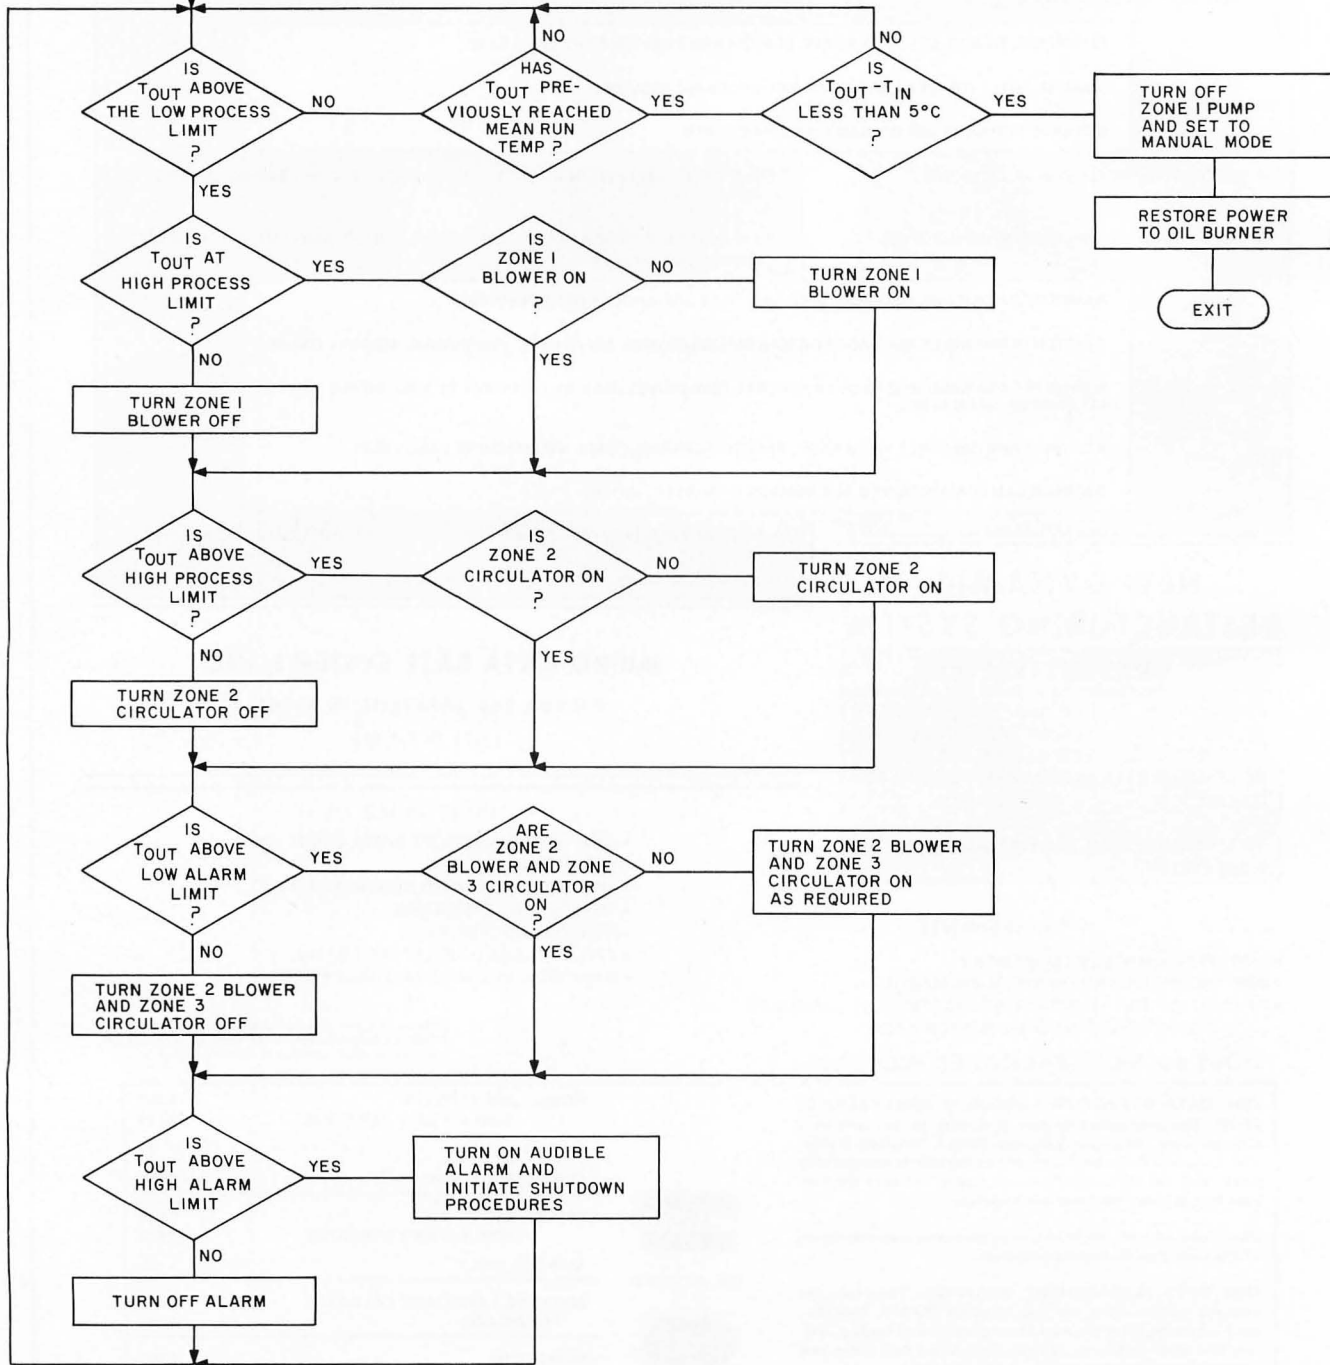 IS
TOUT ABOVE
THE LOW PROCESS
LIMIT
?
NO
YES
HAS
TOUT PRE-
VIOUSLY REACHED
MEAN RUN
TEMP ?
NO
YES
IS
TOUT -TIN
LESS THAN 5°C
?
NO
YES
TURN OFF
ZONE 1 PUMP
AND SET TO
MANUAL MODE
RESTORE POWER
TO OIL BURNER
EXIT
IS
TOUT AT
HIGH PROCESS
LIMIT
?
YES
NO
IS
ZONE 1
BLOWER ON
?
NO
YES
TURN ZONE 1
BLOWER ON
TURN ZONE 1
BLOWER OFF
IS
TOUT IS ABOVE
HIGH PROCESS
LIMIT
?
YES
NO
IS
ZONE 2
CIRCULATOR ON
?
NO
YES
TURN ZONE 2
CIRCULATOR ON
TURN ZONE 2
CIRCULATOR OFF
IS
TOUT ABOVE
LOW ALARM
LIMIT
?
YES
NO
ARE
ZONE 2
BLOWER AND ZONE
3 CIRCULATOR
ON
?
NO
YES
TURN ZONE 2 BLOWER
AND ZONE 3
CIRCULATOR ON
AS REQUIRED
TURN ZONE 2 BLOWER
AND ZONE 3
CIRCULATOR OFF
IS
TOUT ABOVE
HIGH ALARM
LIMIT
YES
NO
TURN ON AUDIBLE
ALARM AND
INITIATE SHUTDOWN
PROCEDURES
TURN OFF ALARM